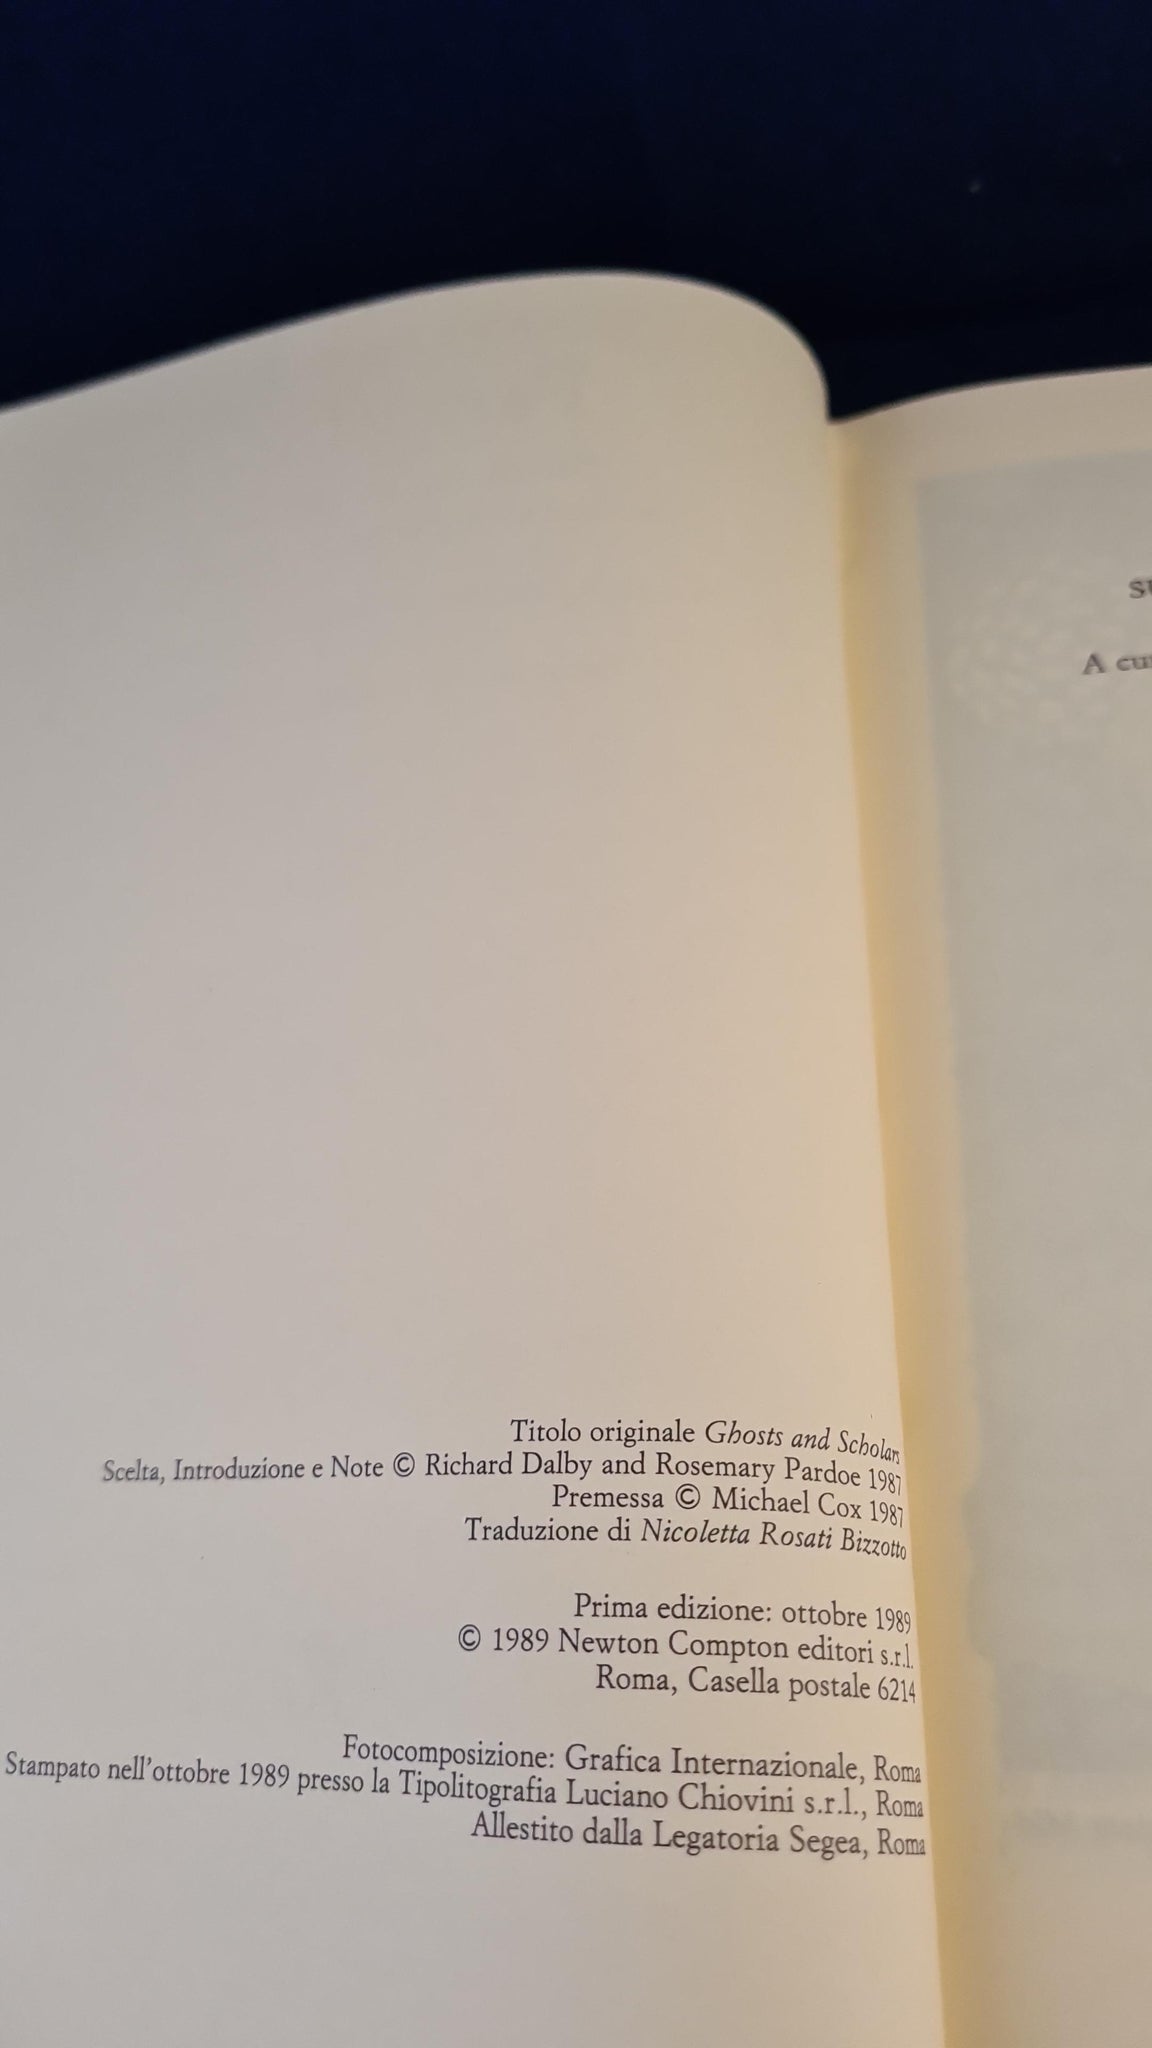 Titolo originale Ghosts and Scholars
Scelta, Introduzione e Note © Richard Dalby and Rosemary Pardoe 1987
Premessa © Michael Cox 1987
Traduzione di Nicoletta Rosati Bizzotto
Prima edizione: ottobre 1989
© 1989 Newton Compton editori s.r.l.
Roma, Casella postale 6214
Fotocomposizione: Grafica Internazionale, Roma
Stampato nell'ottobre 1989 presso la Tipolitografia Luciano Chiovini s.r.l., Roma
Allestito dalla Legatoria Segea, Roma
A